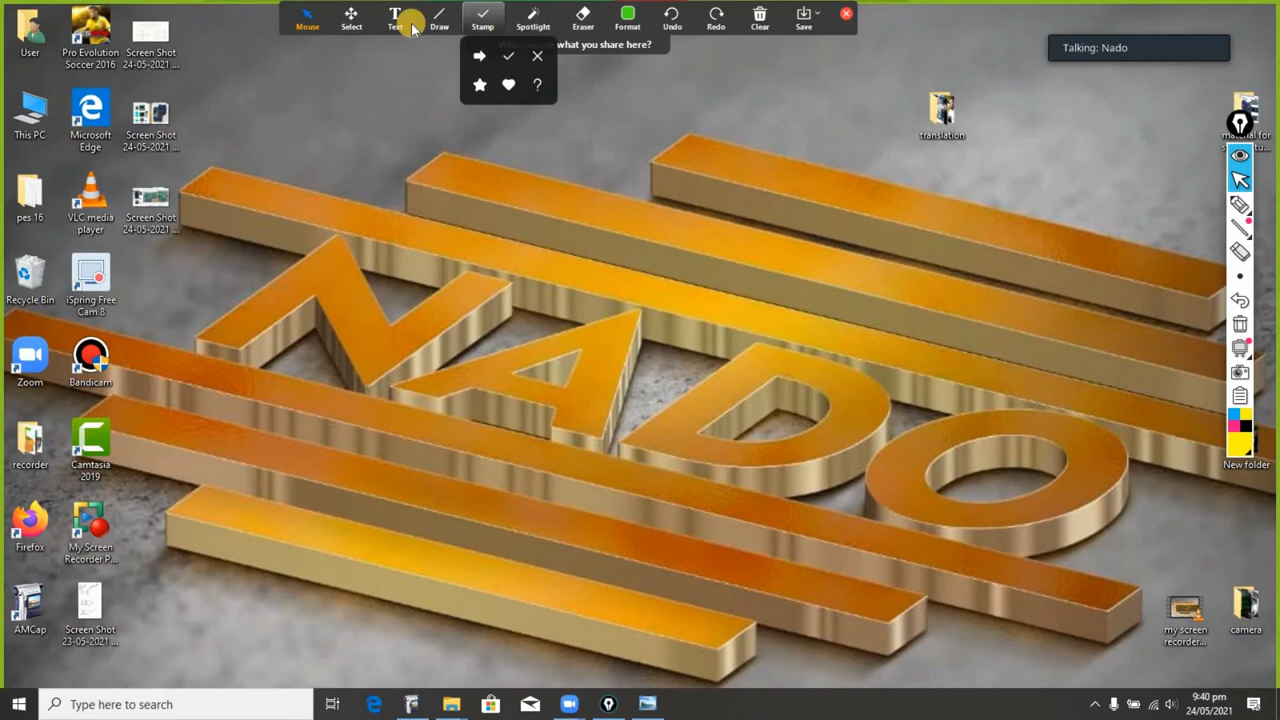 Mouse
Select
Text
Draw
Stamp
Spotlight
Eraser
Format
Undo
Redo
Clear
Save
what you share here?
Talking: Nado
User
Pro Evolution
Soccer 2016
Screen Shot
24-05-2021 ...
This PC
Microsoft
Edge
Screen Shot
24-05-2021 ...
pes 16
VLC media
player
Screen Shot
24-05-2021 ...
Recycle Bin
iSpring Free
Cam 8
Zoom
Bandicam
recorder
Camtasia
2019
Firefox
My Screen
Recorder P...
AMCap
Screen Shot
23-05-2021 ...
translation
material for
New folder
my screen
recorder...
camera
NADO
Type here to search
9:40 pm
24/05/2021